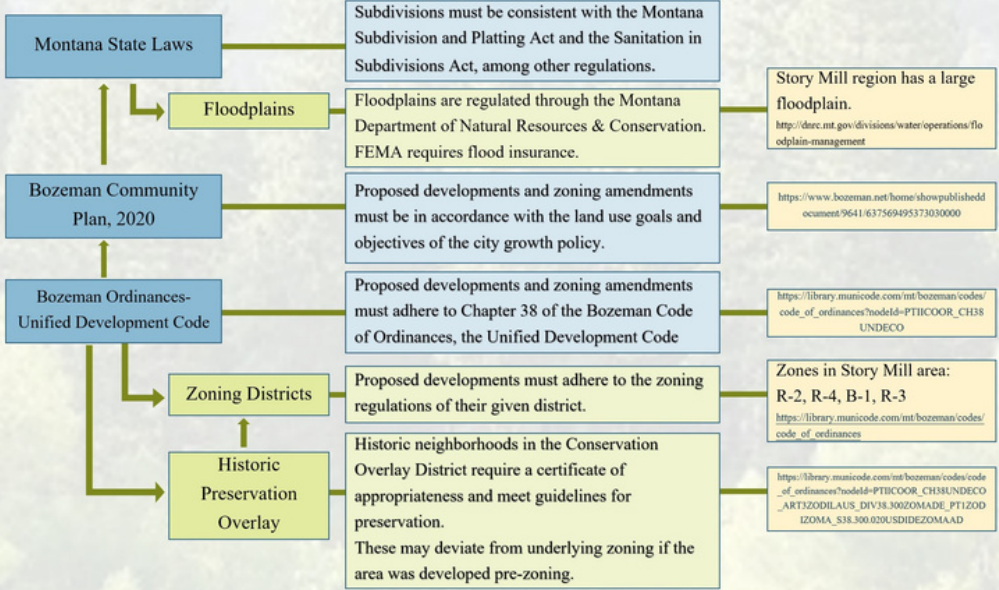 Montana State Laws
Subdivisions must be consistent with the Montana
Subdivision and Platting Act and the Sanitation in
Subdivisions Act, among other regulations.
Floodplains
Floodplains are regulated through the Montana
Department of Natural Resources & Conservation.
FEMA requires flood insurance.
Story Mill region has a large
floodplain.
http://dnrc.mt.gov/divisions/water/operations/flo
odplain-management
Bozeman Community
Plan, 2020
Proposed developments and zoning amendments
must be in accordance with the land use goals and
objectives of the city growth policy.
https://www.bozeman.net/home/showpublishedd
ocument/9641/637569495373030000
Bozeman Ordinances-
Unified Development Code
Proposed developments and zoning amendments
must adhere to Chapter 38 of the Bozeman Code
of Ordinances, the Unified Development Code
https://library.municode.com/mt/bozeman/codes/
code_of_ordinances?nodeId=PTIICOOR_CH38
UNDECO
Zoning Districts
Proposed developments must adhere to the zoning
regulations of their given district.
Zones in Story Mill area:
R-2, R-4, B-1, R-3
https://library.municode.com/mt/bozeman/codes/
code_of_ordinances
Historic
Preservation
Overlay
Historic neighborhoods in the Conservation
Overlay District require a certificate of
appropriateness and meet guidelines for
preservation.
These may deviate from underlying zoning if the
area was developed pre-zoning.
https://library.municode.com/mt/bozeman/codes/code
_of_ordinances?nodeId=PTIICOOR_CH38UNDECO
_ART3ZODILAUS_DIV38.300ZOMADE_PT1ZOD
IZOMA_S38.300.020USDIDEZOMAAD